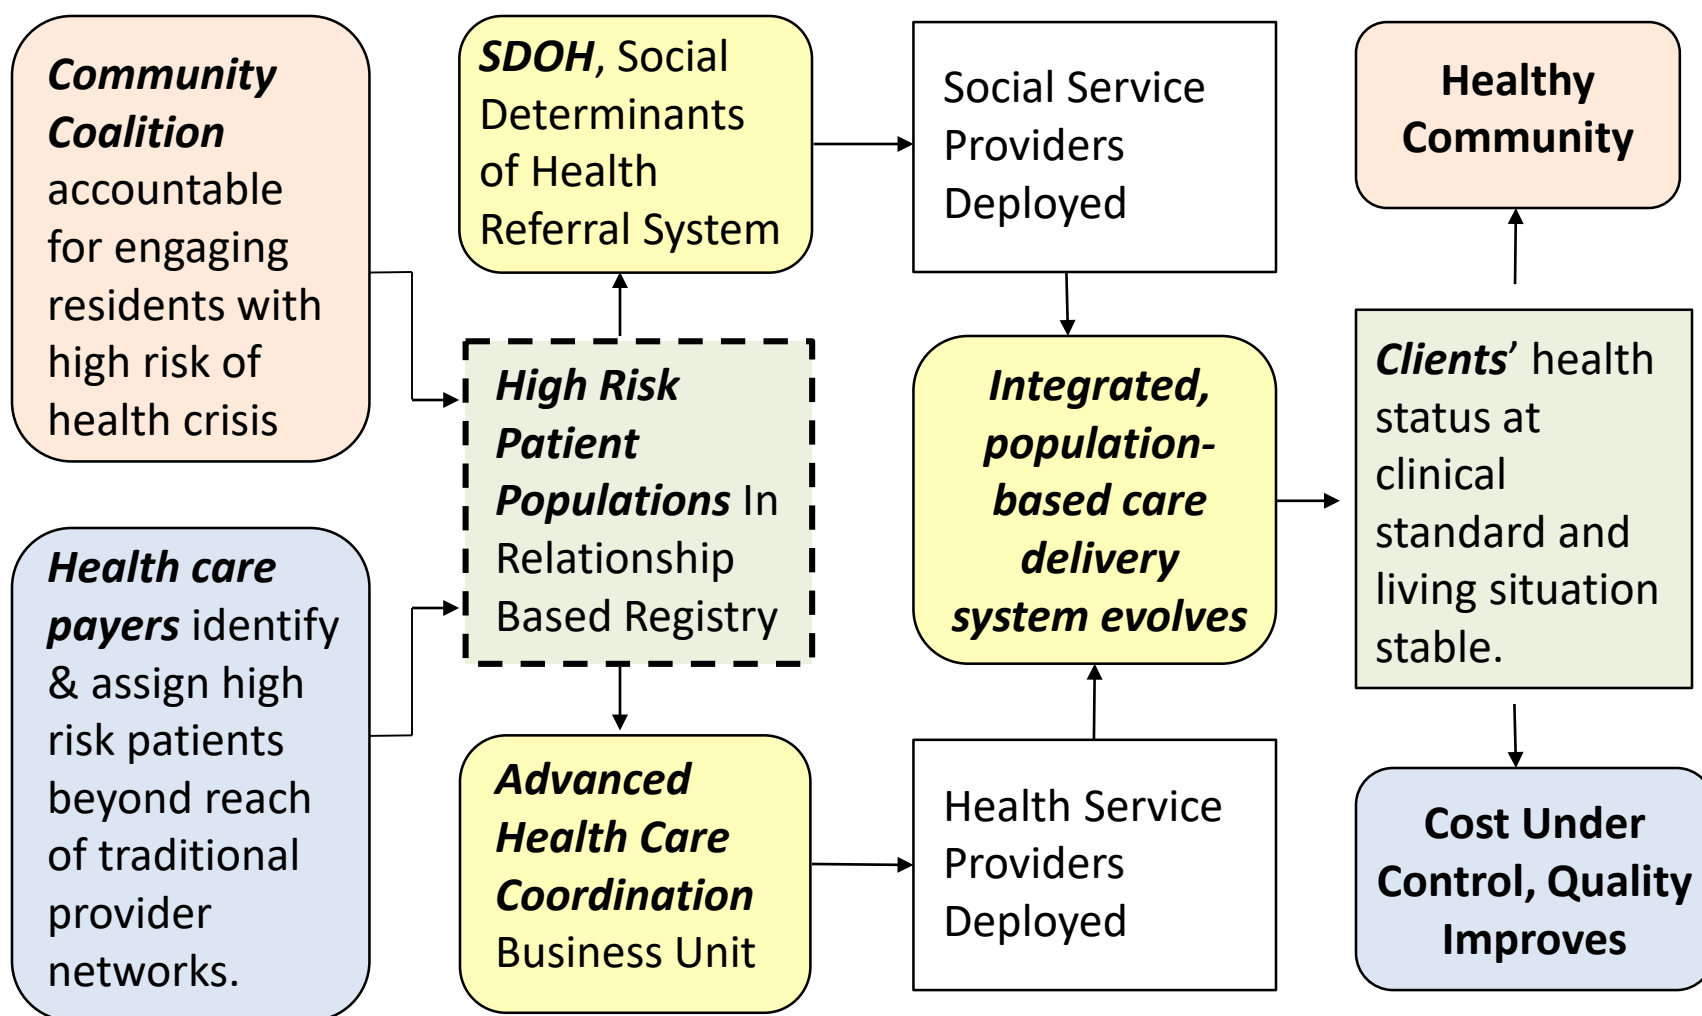 Community
Coalition
accountable
for engaging
residents with
high risk of
health crisis
Health care
payers identify
& assign high
risk patients
beyond reach
of traditional
provider
networks.
SDOH, Social
Determinants
of Health
Referral System
High Risk
Patient
Populations In
Relationship
Based Registry
Advanced
Health Care
Coordination
Business Unit
Social Service
Providers
Deployed
Integrated,
population-
based care
delivery
system evolves
Health Service
Providers
Deployed
Healthy
Community
Clients’ health
status at
clinical
standard and
living situation
stable.
Cost Under
Control, Quality
Improves